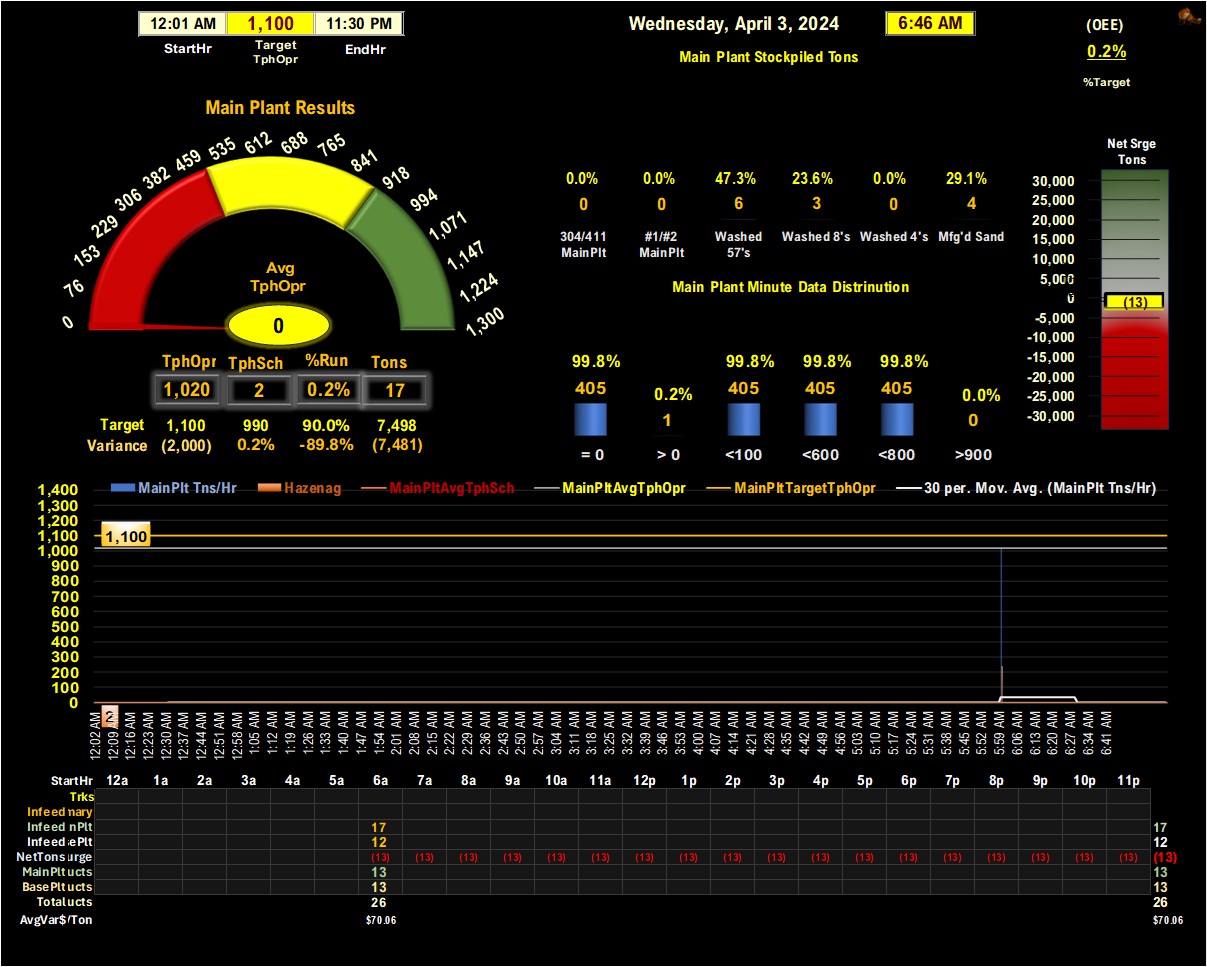 12:01 AM 1,100 11:30 PM
StartHr Target TphOpr EndHr
Wednesday, April 3, 2024 6:46 AM
(OEE)
0.2%
%Target
Main Plant Stockpiled Tons
Main Plant Results
0 76 153 229 306 382 459 535 612 688 765 841 918 994 1,071 1,147 1,224 1,300
Avg
TphOpr
0
TphOpr TphSch %Run Tons
1,020 2 0.2% 17
Target 1,100 990 90.0% 7,498
Variance (2,000) 0.2% -89.8% (7,481)
0.0% 0.0% 47.3% 23.6% 0.0% 29.1%
0 0 6 3 0 4
304/411 MainPlt #1/#2 MainPlt Washed 57's Washed 8's Washed 4's Mfg'd Sand
Main Plant Minute Data Distrinution
99.8% 0.2% 99.8% 99.8% 99.8% 0.0%
405 1 405 405 405 0
= 0 > 0 <100 <600 <800 >900
Net Srge
Tons
30,000
25,000
20,000
15,000
10,000
5,000
0
(13)
-5,000
-10,000
-15,000
-20,000
-25,000
-30,000
MainPlt Tns/Hr Hazenag MainPltAvgTphSch MainPltAvgTphOpr MainPltTargetTphOpr 30 per. Mov. Avg. (MainPlt Tns/Hr)
1,400
1,300
1,200
1,100
1,100
1,000
900
800
700
600
500
400
300
200
100
0
2
12:02 AM 12:09 AM 12:16 AM 12:23 AM 12:30 AM 12:37 AM 12:44 AM 12:51 AM 12:58 AM 1:05 AM 1:12 AM 1:19 AM 1:26 AM 1:33 AM 1:40 AM 1:47 AM 1:54 AM 2:01 AM 2:08 AM 2:15 AM 2:22 AM 2:29 AM 2:36 AM 2:43 AM 2:50 AM 2:57 AM 3:04 AM 3:11 AM 3:18 AM 3:25 AM 3:32 AM 3:39 AM 3:46 AM 3:53 AM 4:00 AM 4:07 AM 4:14 AM 4:21 AM 4:28 AM 4:35 AM 4:42 AM 4:49 AM 4:56 AM 5:03 AM 5:10 AM 5:17 AM 5:24 AM 5:31 AM 5:38 AM 5:45 AM 5:52 AM 5:59 AM 6:06 AM 6:13 AM 6:20 AM 6:27 AM 6:34 AM 6:41 AM
StartHr 12a 1a 2a 3a 4a 5a 6a 7a 8a 9a 10a 11a 12p 1p 2p 3p 4p 5p 6p 7p 8p 9p 10p 11p
Trks
Infeed mary
Infeed nPlt 17 17
Infeed ePlt 12 12
NetTons urge (13) (13) (13) (13) (13) (13) (13) (13) (13) (13) (13) (13) (13) (13) (13) (13) (13) (13) (13)
MainPlt ucts 13 13
BasePlt ucts 13 13
Total ucts 26 26
AvgVar$/Ton $70.06 $70.06